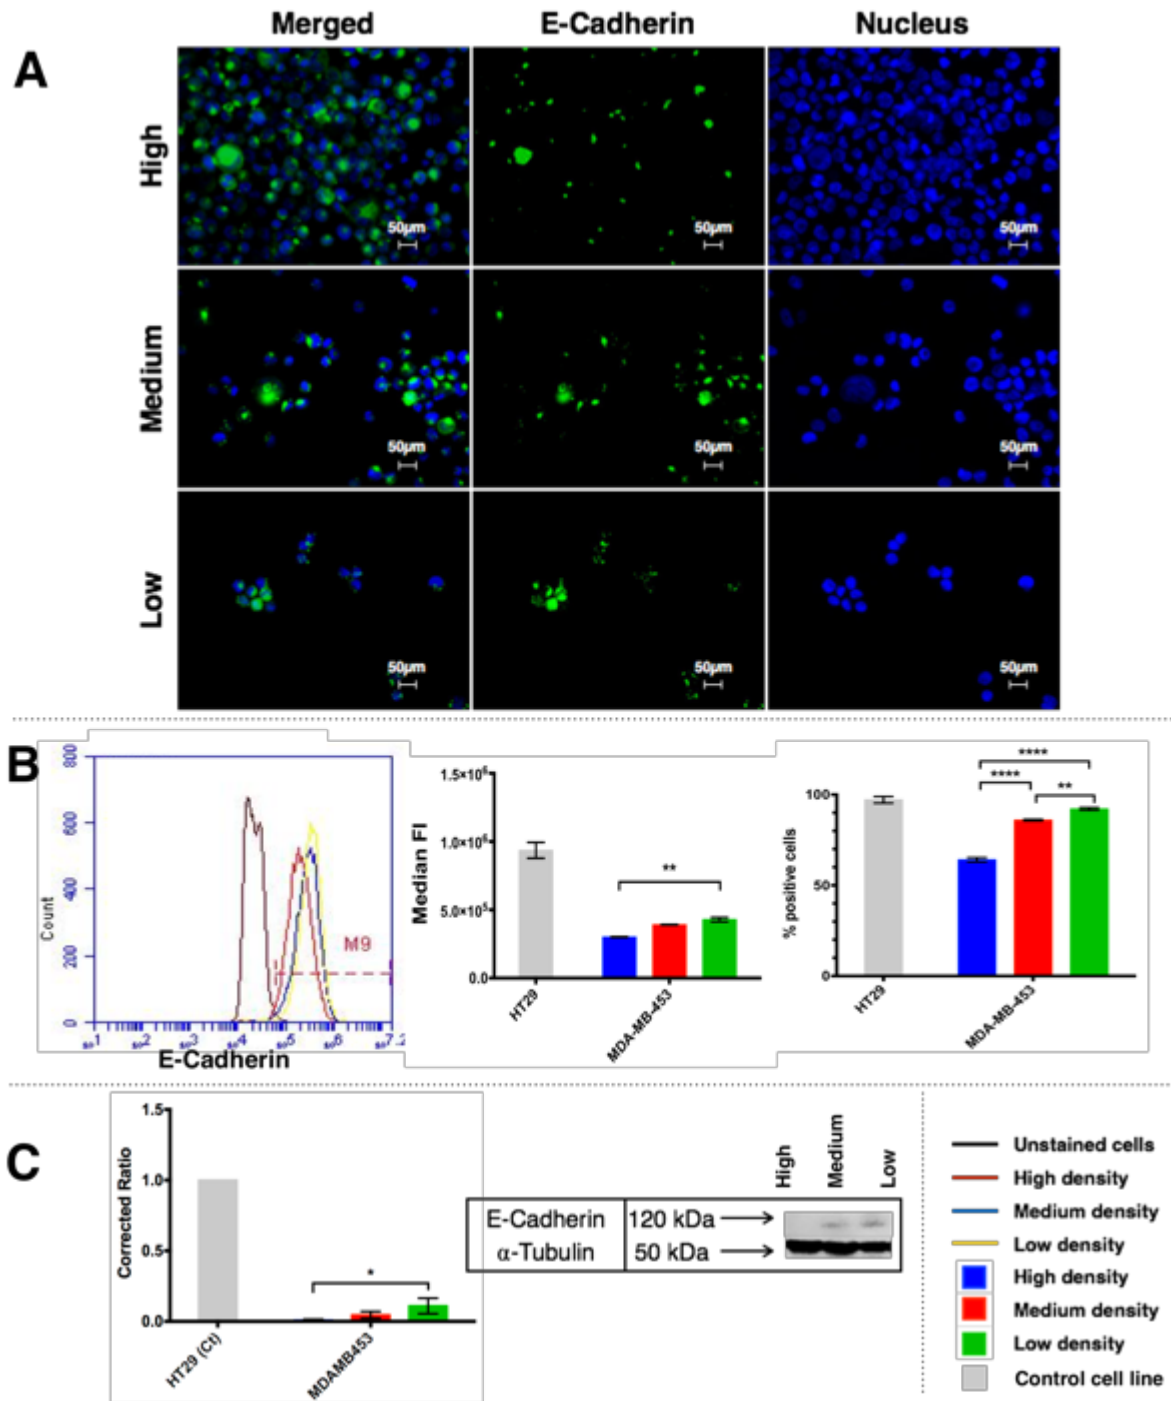 Merged E-Cadherin Nucleus
A
High
50µm 50µm 50µm
Medium
50µm 50µm 50µm
Low
50µm 50µm 50µm
B
Count
800
600
400
200
0
M9
E-Cadherin
Median FI
1.5×10⁶
1.0×10⁶
5.0×10⁵
0.0
**
HT29
MDA-MB-453
% positive cells
100
50
0
****
****
**
HT29
MDA-MB-453
C
Corrected Ratio
1.5
1.0
0.5
0.0
*
HT29 (Ct)
MDAMB453
High Medium Low
E-Cadherin 120 kDa
α-Tubulin 50 kDa
Unstained cells
High density
Medium density
Low density
High density
Medium density
Low density
Control cell line